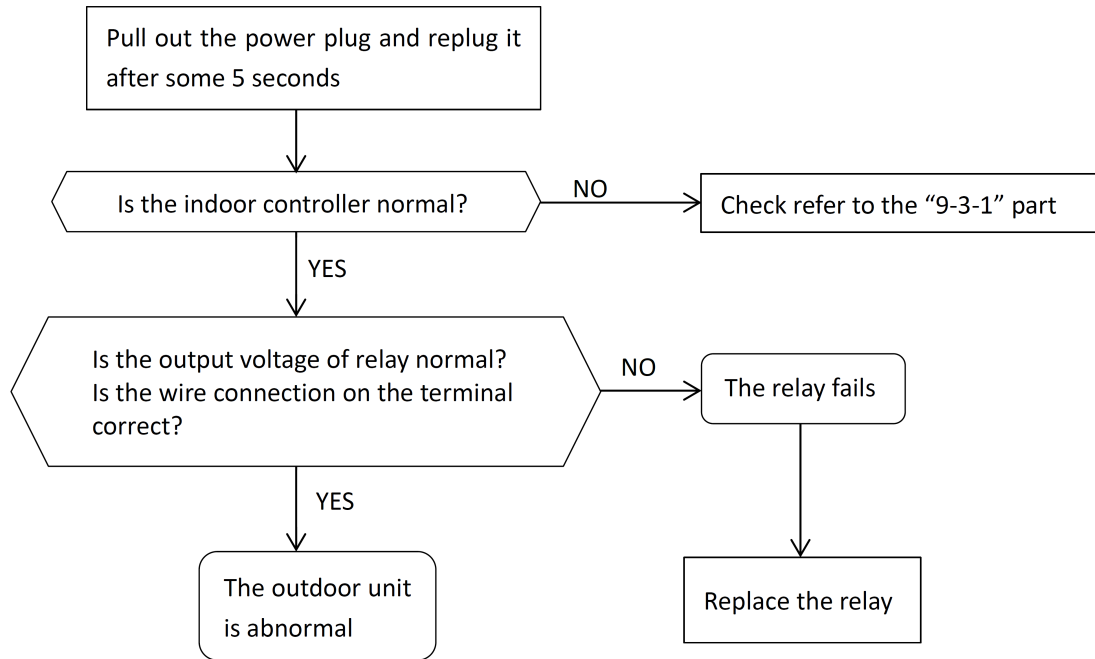 Pull out the power plug and replug it
after some 5 seconds
Is the indoor controller normal?
NO
Check refer to the “9-3-1” part
YES
Is the output voltage of relay normal?
Is the wire connection on the terminal
correct?
NO
The relay fails
YES
The outdoor unit
is abnormal
Replace the relay